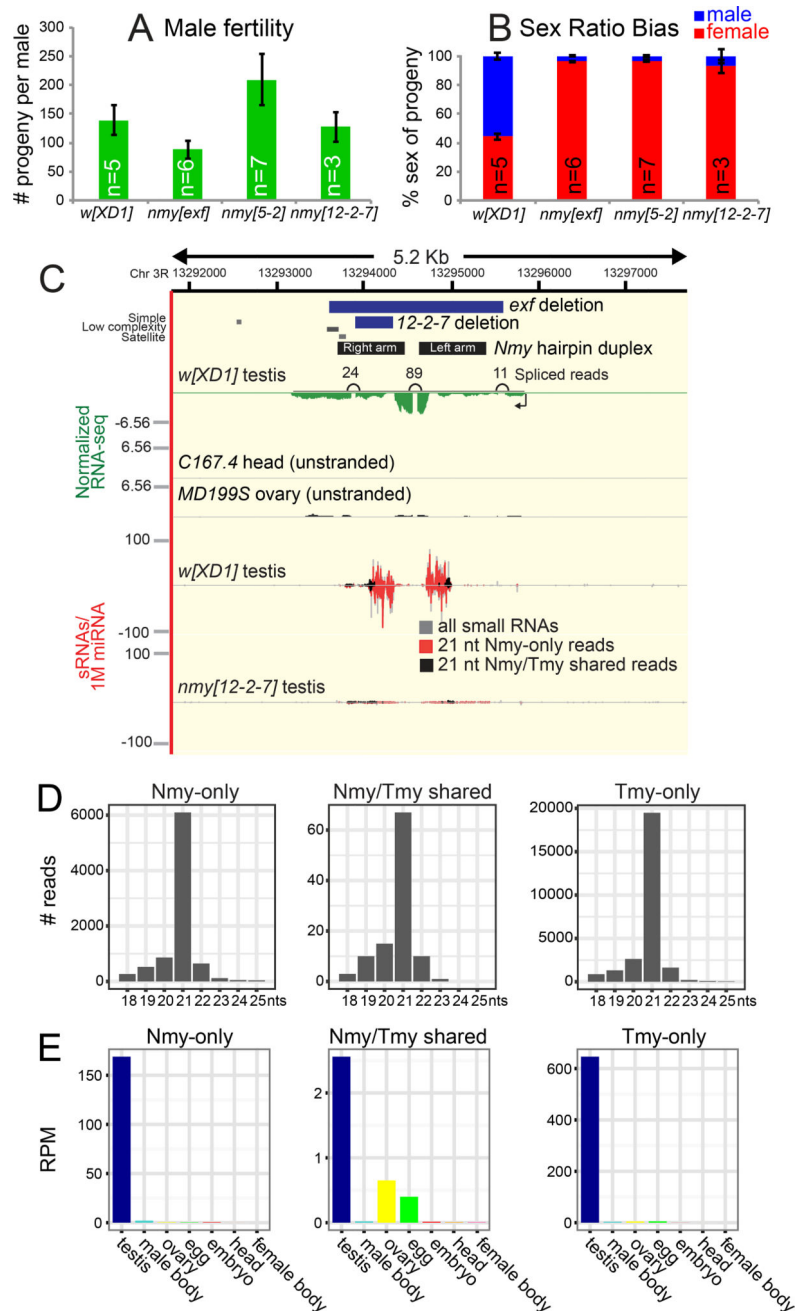 A Male fertility
# progeny per male
250
200
150
100
50
0
n=5
n=6
n=7
n=3
w[XD1] nmy[exf] nmy[5-2] nmy[12-2-7]
B Sex Ratio Bias
male
female
% sex of progeny
100
80
60
40
20
0
n=5
n=6
n=7
n=3
w[XD1] nmy[exf] nmy[5-2] nmy[12-2-7]
C
5.2 Kb
Chr 3R 13292000 13293000 13294000 13295000 13296000 13297000
exf deletion
Simple
Low complexity
Satellite
12-2-7 deletion
Right arm Left arm Nmy hairpin duplex
w[XD1] testis 24 89 11 Spliced reads
Normalized RNA-seq
-6.56
6.56
C167.4 head (unstranded)
6.56
MD199S ovary (unstranded)
sRNAs/ 1M miRNA
100
w[XD1] testis
-100
all small RNAs
21 nt Nmy-only reads
21 nt Nmy/Tmy shared reads
100
nmy[12-2-7] testis
-100
D
Nmy-only
# reads
6000
4000
2000
0
18 19 20 21 22 23 24 25nts
Nmy/Tmy shared
60
40
20
0
18 19 20 21 22 23 24 25nts
Tmy-only
20000
15000
10000
5000
0
18 19 20 21 22 23 24 25nts
E
Nmy-only
RPM
150
100
50
0
testis
male body
ovary
egg
embryo
head
female body
Nmy/Tmy shared
2
1
0
testis
male body
ovary
egg
embryo
head
female body
Tmy-only
600
400
200
0
testis
male body
ovary
egg
embryo
head
female body